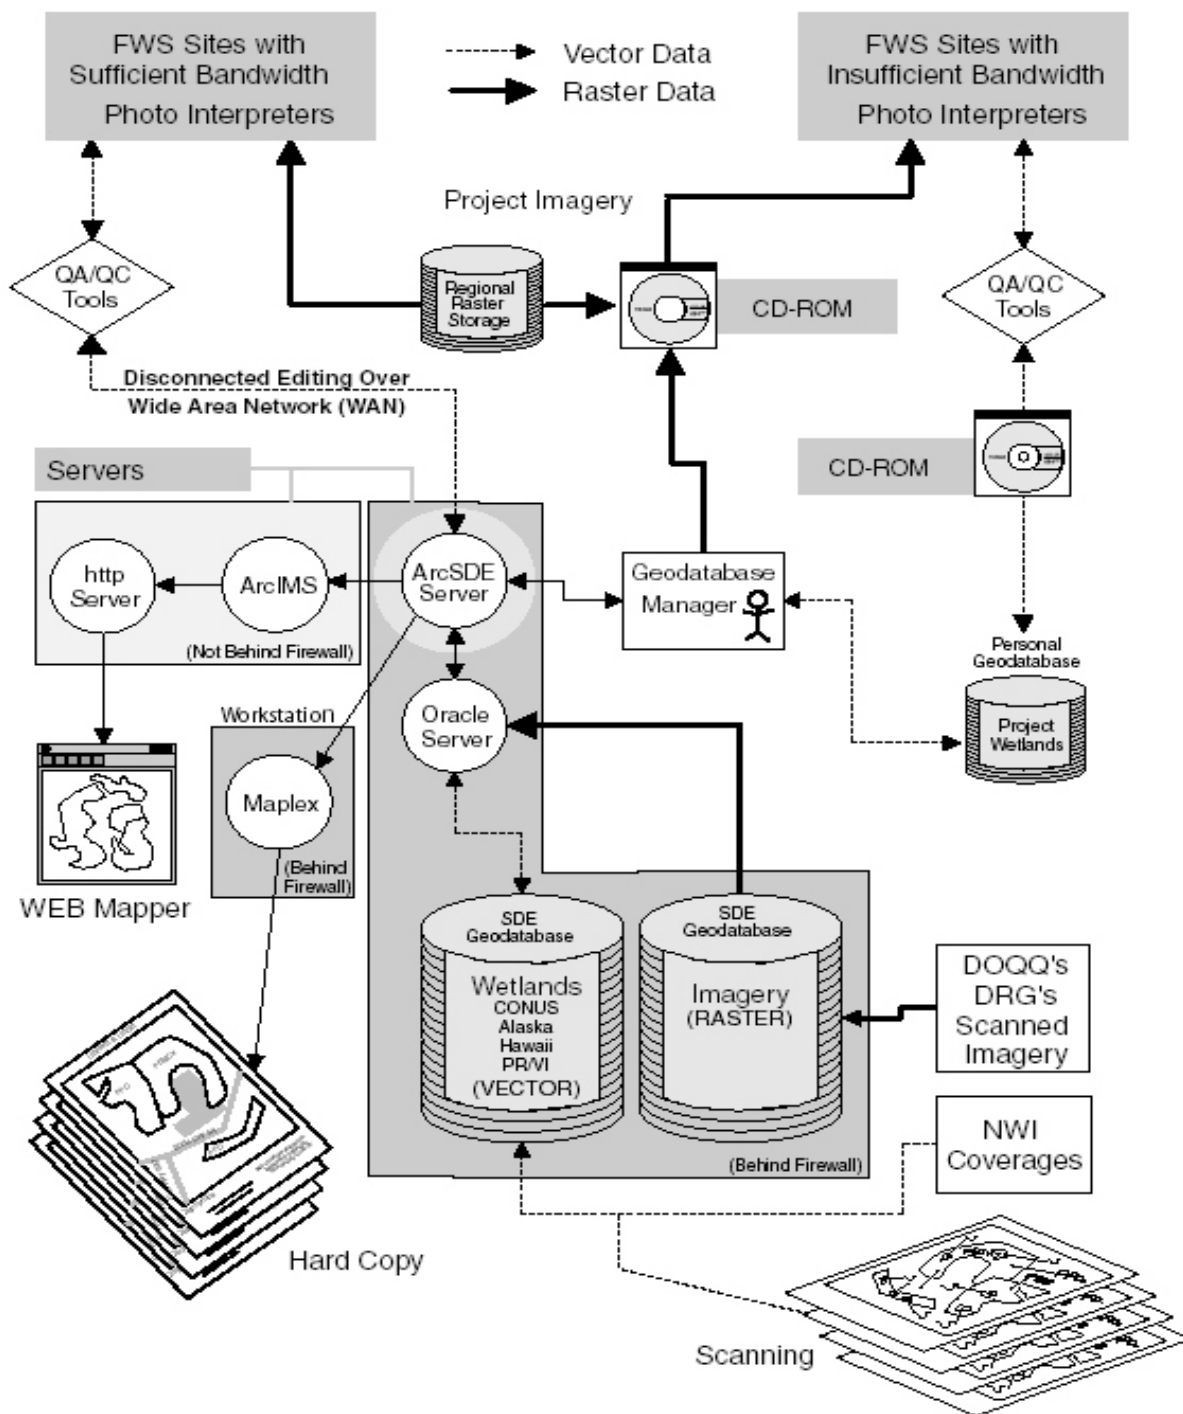 FWS Sites with
Sufficient Bandwidth
Photo Interpreters
Vector Data
Raster Data
FWS Sites with
Insufficient Bandwidth
Photo Interpreters
Project Imagery
QA/QC
Tools
Regional
Raster
Storage
CD-ROM
QA/QC
Tools
Disconnected Editing Over
Wide Area Network (WAN)
Servers
CD-ROM
http
Server
ArcIMS
ArcSDE
Server
Geodatabase
Manager
(Not Behind Firewall)
Personal
Geodatabase
Project
Wetlands
Workstation
Oracle
Server
Maplex
(Behind
Firewall)
WEB Mapper
SDE
Geodatabase
Wetlands
CONUS
Alaska
Hawaii
PR/VI
(VECTOR)
SDE
Geodatabase
Imagery
(RASTER)
DOQQ's
DRG's
Scanned
Imagery
(Behind Firewall)
NWI
Coverages
Hard Copy
Scanning